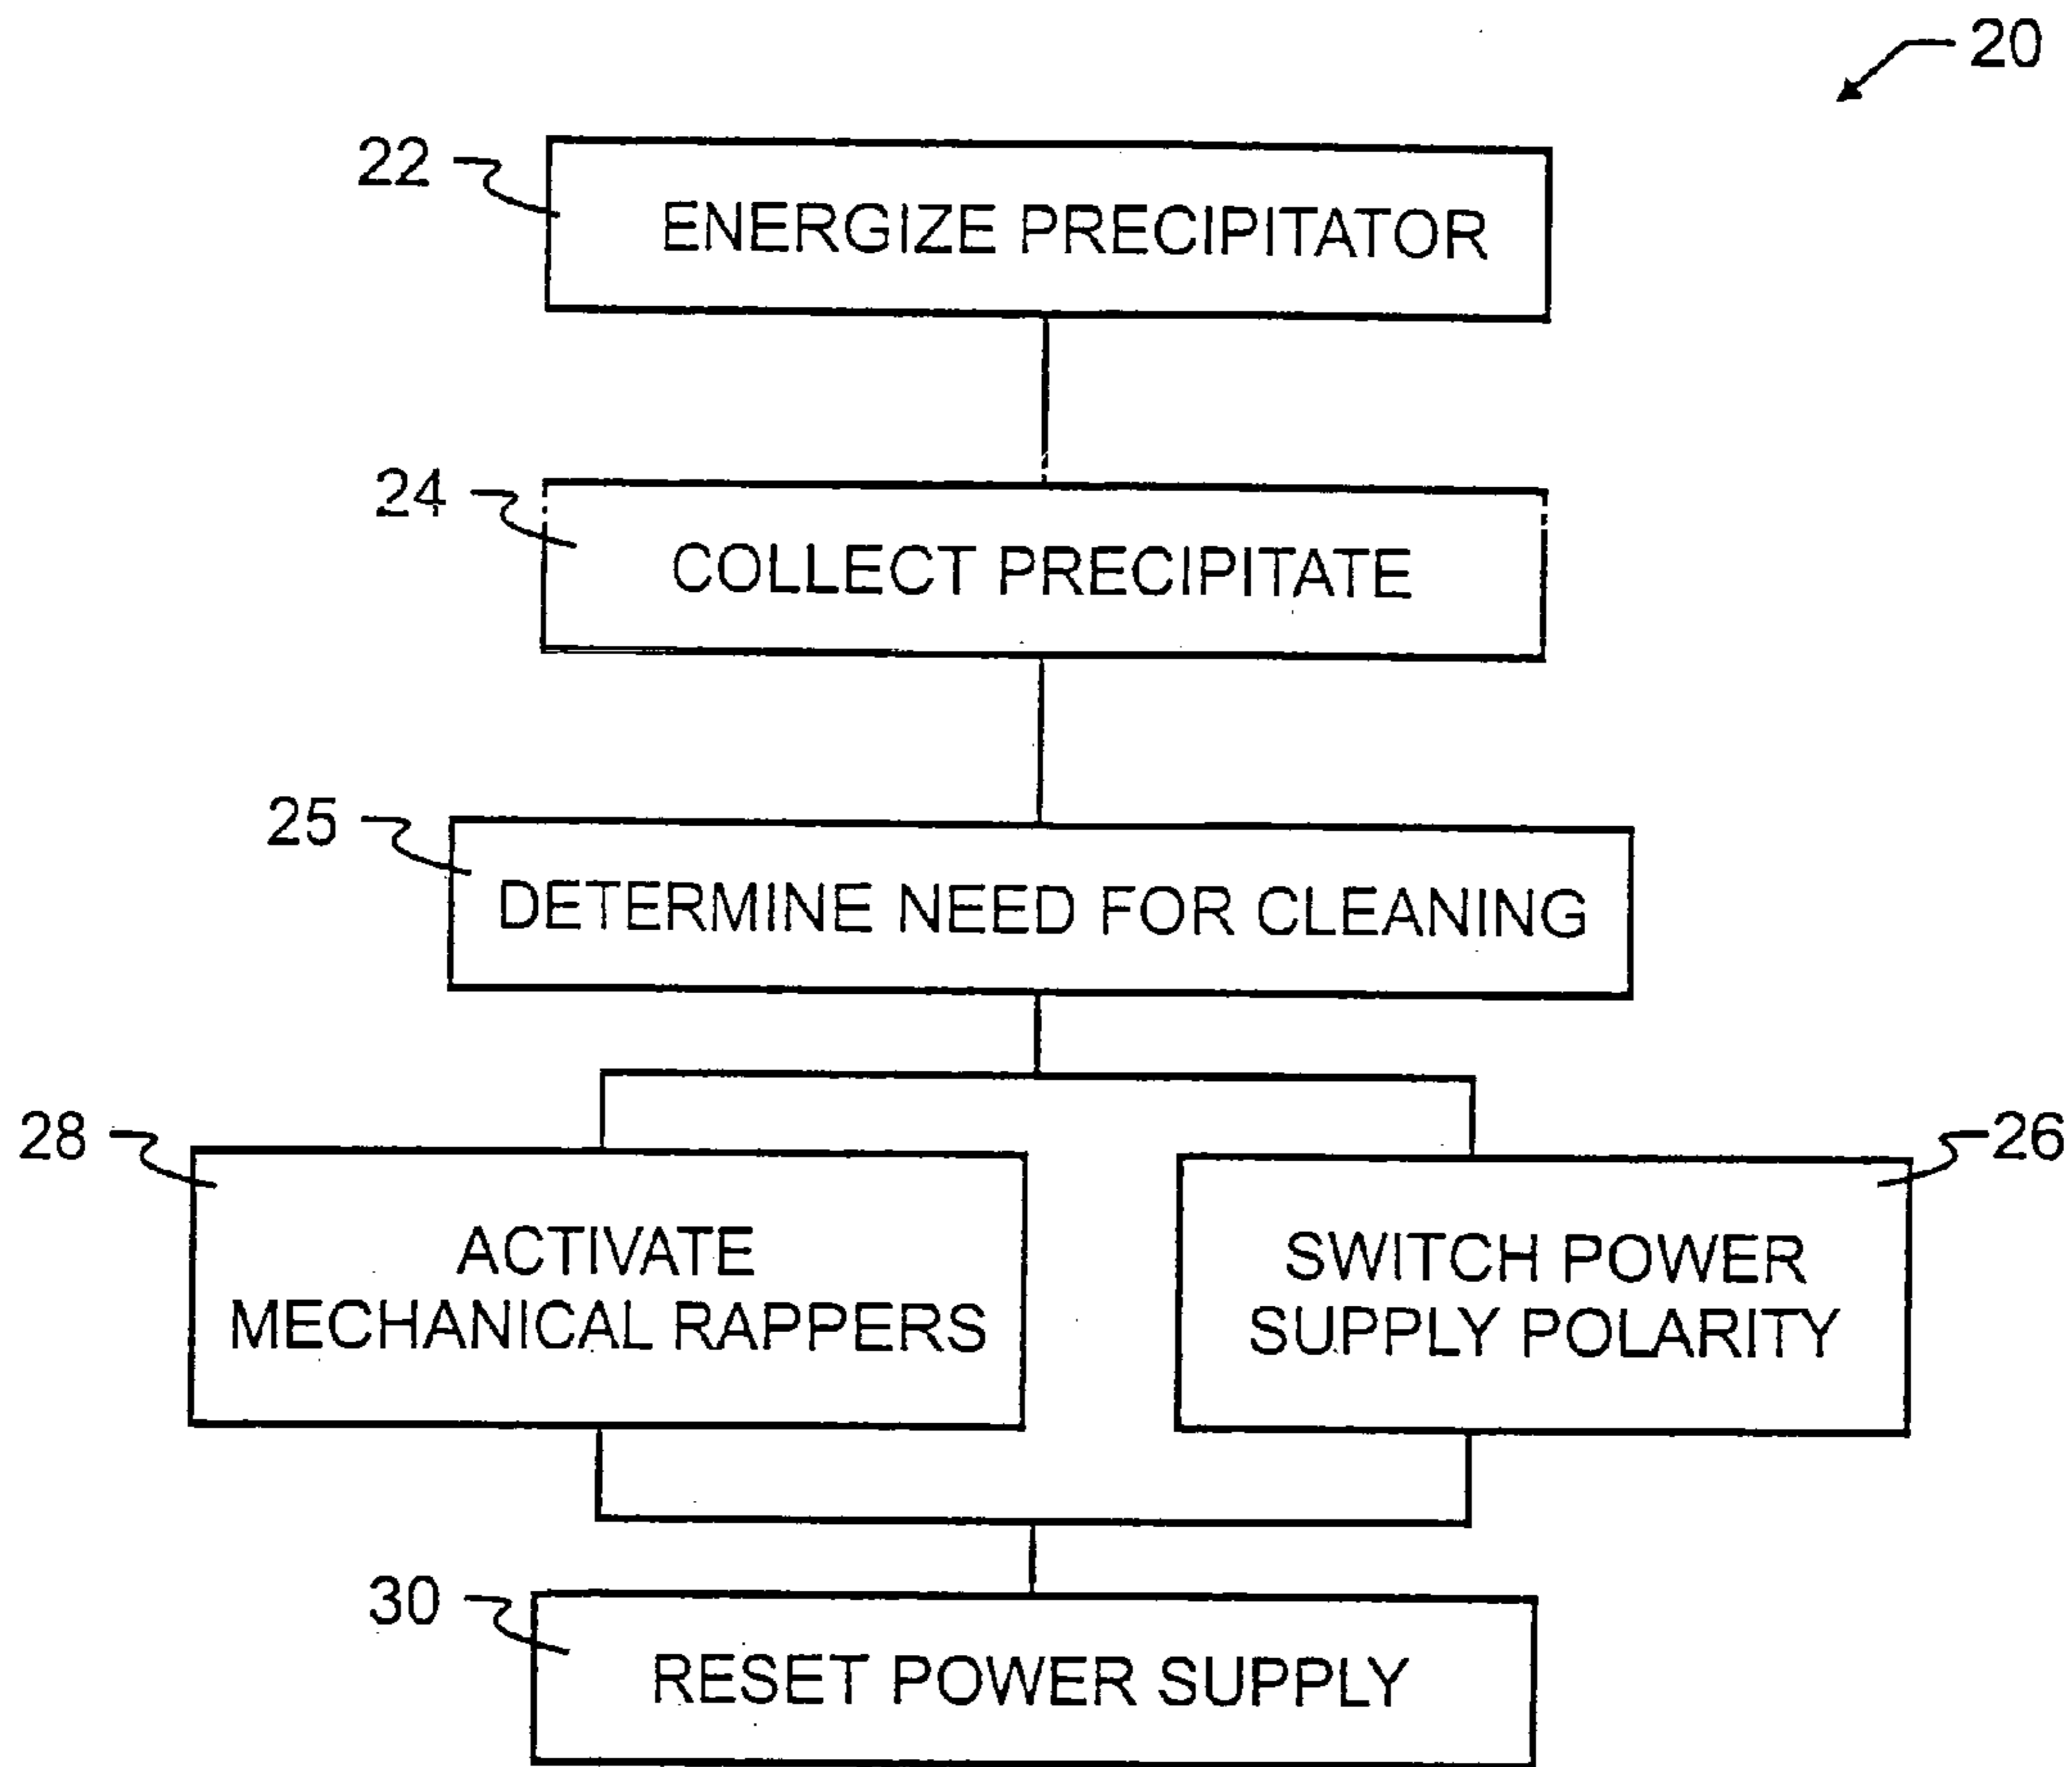 20
22
ENERGIZE PRECIPITATOR
24
COLLECT PRECIPITATE
25
DETERMINE NEED FOR CLEANING
28
ACTIVATE
MECHANICAL RAPPERS
26
SWITCH POWER
SUPPLY POLARITY
30
RESET POWER SUPPLY